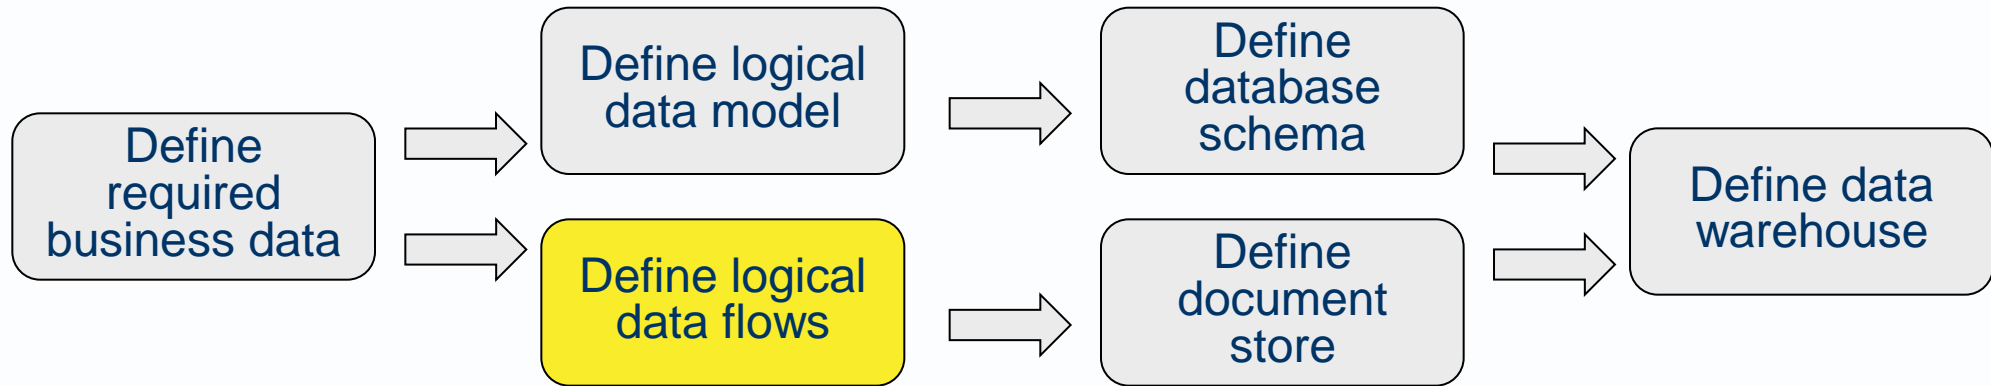 Define
required
business data
Define logical
data model
Define logical
data flows
Define
database
schema
Define
document
store
Define data
warehouse